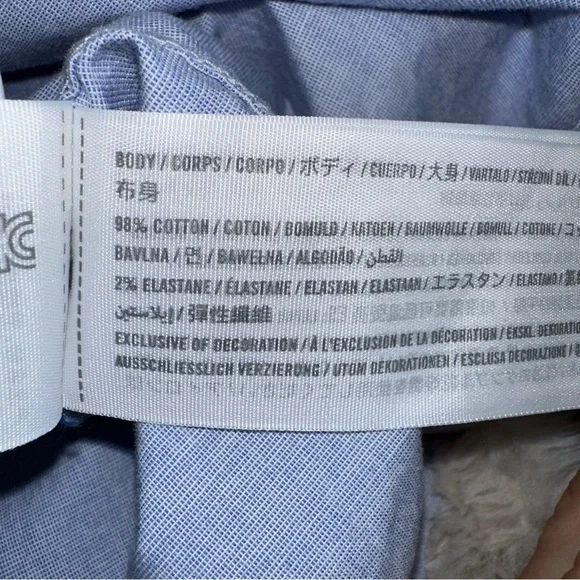 BODY / CORPS / CORPO / ボディ / CUERPO / 大身 / VARTALO / STŘEDNÍ DÍL /
布身
98% COTTON / COTON / BOMULD / KATOEN / BAUMWOLLE / BOMULL / COTONE / コッ
BAVLNA / 면 / BAWEŁNA / ALGODÃO / القطن
2% ELASTANE / ÉLASTANE / ELASTAN / ELASTAAN / エラスタン / ELASTANO / 氨
إيلاستين / 彈性纖維
EXCLUSIVE OF DECORATION / À L'EXCLUSION DE LA DÉCORATION / EKSKL. DEKORATION
AUSSCHLIESSLICH VERZIERUNG / UTOM DEKORATIONEN / ESCLUSA DECORAZIONE /